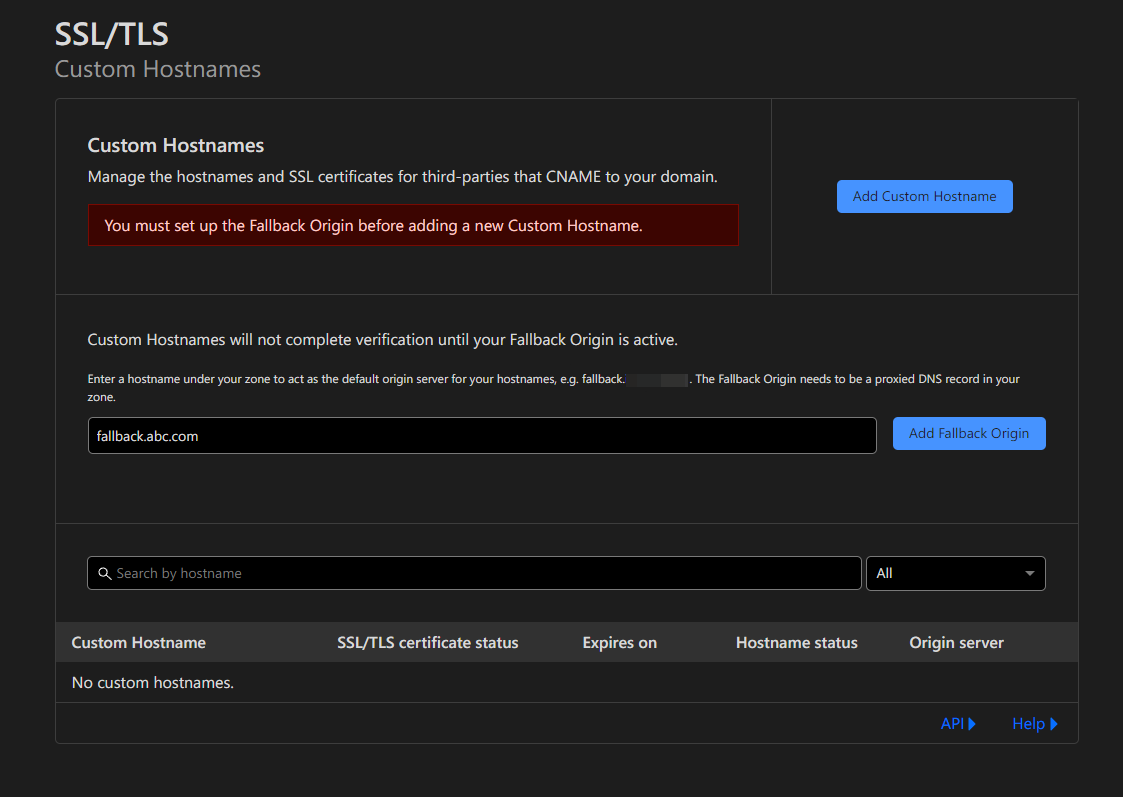 SSL/TLS
Custom Hostnames
Custom Hostnames
Manage the hostnames and SSL certificates for third-parties that CNAME to your domain.
You must set up the Fallback Origin before adding a new Custom Hostname.
Add Custom Hostname
Custom Hostnames will not complete verification until your Fallback Origin is active.
Enter a hostname under your zone to act as the default origin server for your hostnames, e.g. fallback. . The Fallback Origin needs to be a proxied DNS record in your
zone.
fallback.abc.com
Add Fallback Origin
Search by hostname
All
Custom Hostname SSL/TLS certificate status Expires on Hostname status Origin server
No custom hostnames.
API Help